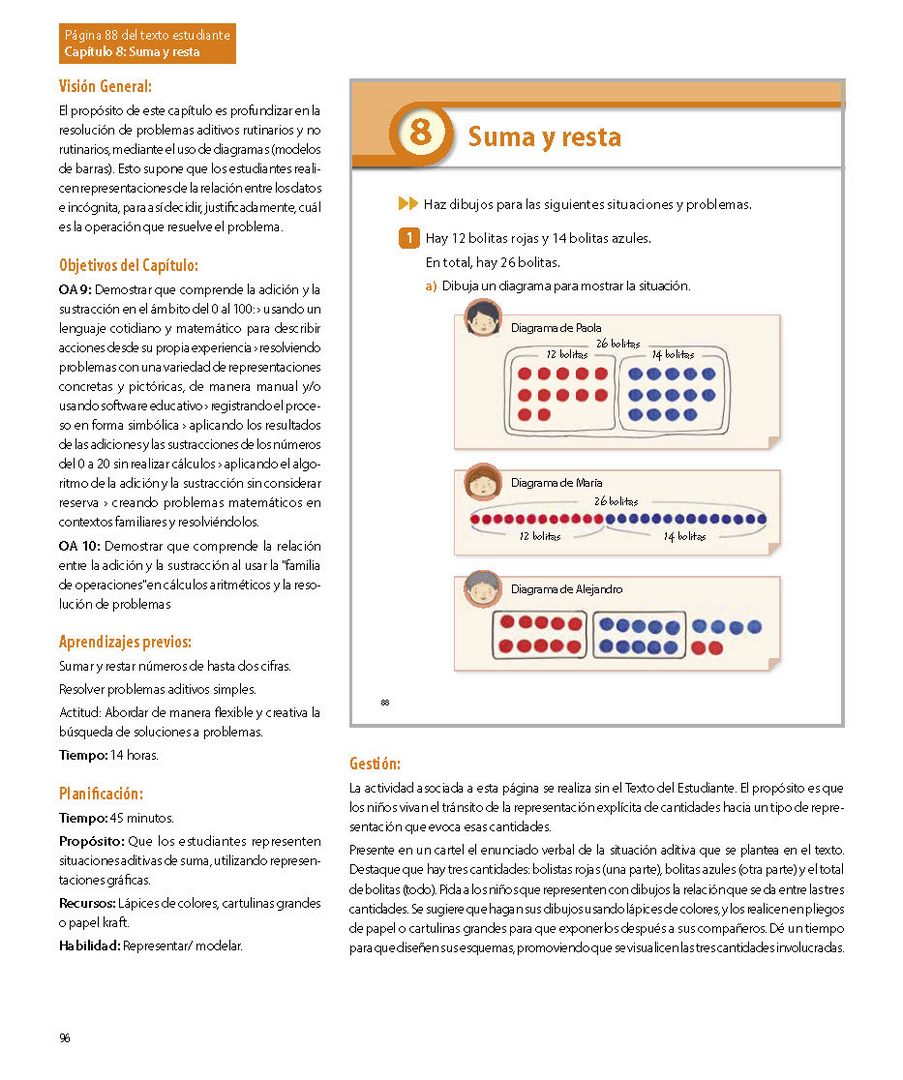 Página 88 del texto estudiante
Capítulo 8: Suma y resta
Visión General:
El propósito de este capítulo es profundizar en la
resolución de problemas aditivos rutinarios y no
rutinarios, mediante el uso de diagramas (modelos
de barras). Esto supone que los estudiantes reali-
cen representaciones de la relación entre los datos
e incógnita, para así decidir, justificadamente, cuál
es la operación que resuelve el problema.
Objetivos del Capítulo:
OA 9: Demostrar que comprende la adición y la
sustracción en el ámbito del 0 al 100: › usando un
lenguaje cotidiano y matemático para describir
acciones desde su propia experiencia › resolviendo
problemas con una variedad de representaciones
concretas y pictóricas, de manera manual y/o
usando software educativo › registrando el proce-
so en forma simbólica › aplicando los resultados
de las adiciones y las sustracciones de los números
del 0 a 20 sin realizar cálculos › aplicando el algo-
ritmo de la adición y la sustracción sin considerar
reserva › creando problemas matemáticos en
contextos familiares y resolviéndolos.
OA 10: Demostrar que comprende la relación
entre la adición y la sustracción al usar la "familia
de operaciones" en cálculos aritméticos y la reso-
lución de problemas
Aprendizajes previos:
Sumar y restar números de hasta dos cifras.
Resolver problemas aditivos simples.
Actitud: Abordar de manera flexible y creativa la
búsqueda de soluciones a problemas.
Tiempo: 14 horas.
Planificación:
Tiempo: 45 minutos.
Propósito: Que los estudiantes representen
situaciones aditivas de suma, utilizando represen-
taciones gráficas.
Recursos: Lápices de colores, cartulinas grandes
o papel kraft.
Habilidad: Representar/ modelar.
8 Suma y resta
Haz dibujos para las siguientes situaciones y problemas.
1 Hay 12 bolitas rojas y 14 bolitas azules.
En total, hay 26 bolitas.
a) Dibuja un diagrama para mostrar la situación.
Diagrama de Paola
26 bolitas
12 bolitas 14 bolitas
Diagrama de María
26 bolitas
12 bolitas 14 bolitas
Diagrama de Alejandro
88
Gestión:
La actividad asociada a esta página se realiza sin el Texto del Estudiante. El propósito es que
los niños vivan el tránsito de la representación explícita de cantidades hacia un tipo de repre-
sentación que evoca esas cantidades.
Presente en un cartel el enunciado verbal de la situación aditiva que se plantea en el texto.
Destaque que hay tres cantidades: bolistas rojas (una parte), bolitas azules (otra parte) y el total
de bolitas (todo). Pida a los niños que representen con dibujos la relación que se da entre las tres
cantidades. Se sugiere que hagan sus dibujos usando lápices de colores, y los realicen en pliegos
de papel o cartulinas grandes para que exponerlos después a sus compañeros. Dé un tiempo
para que diseñen sus esquemas, promoviendo que se visualicen las tres cantidades involucradas.
96